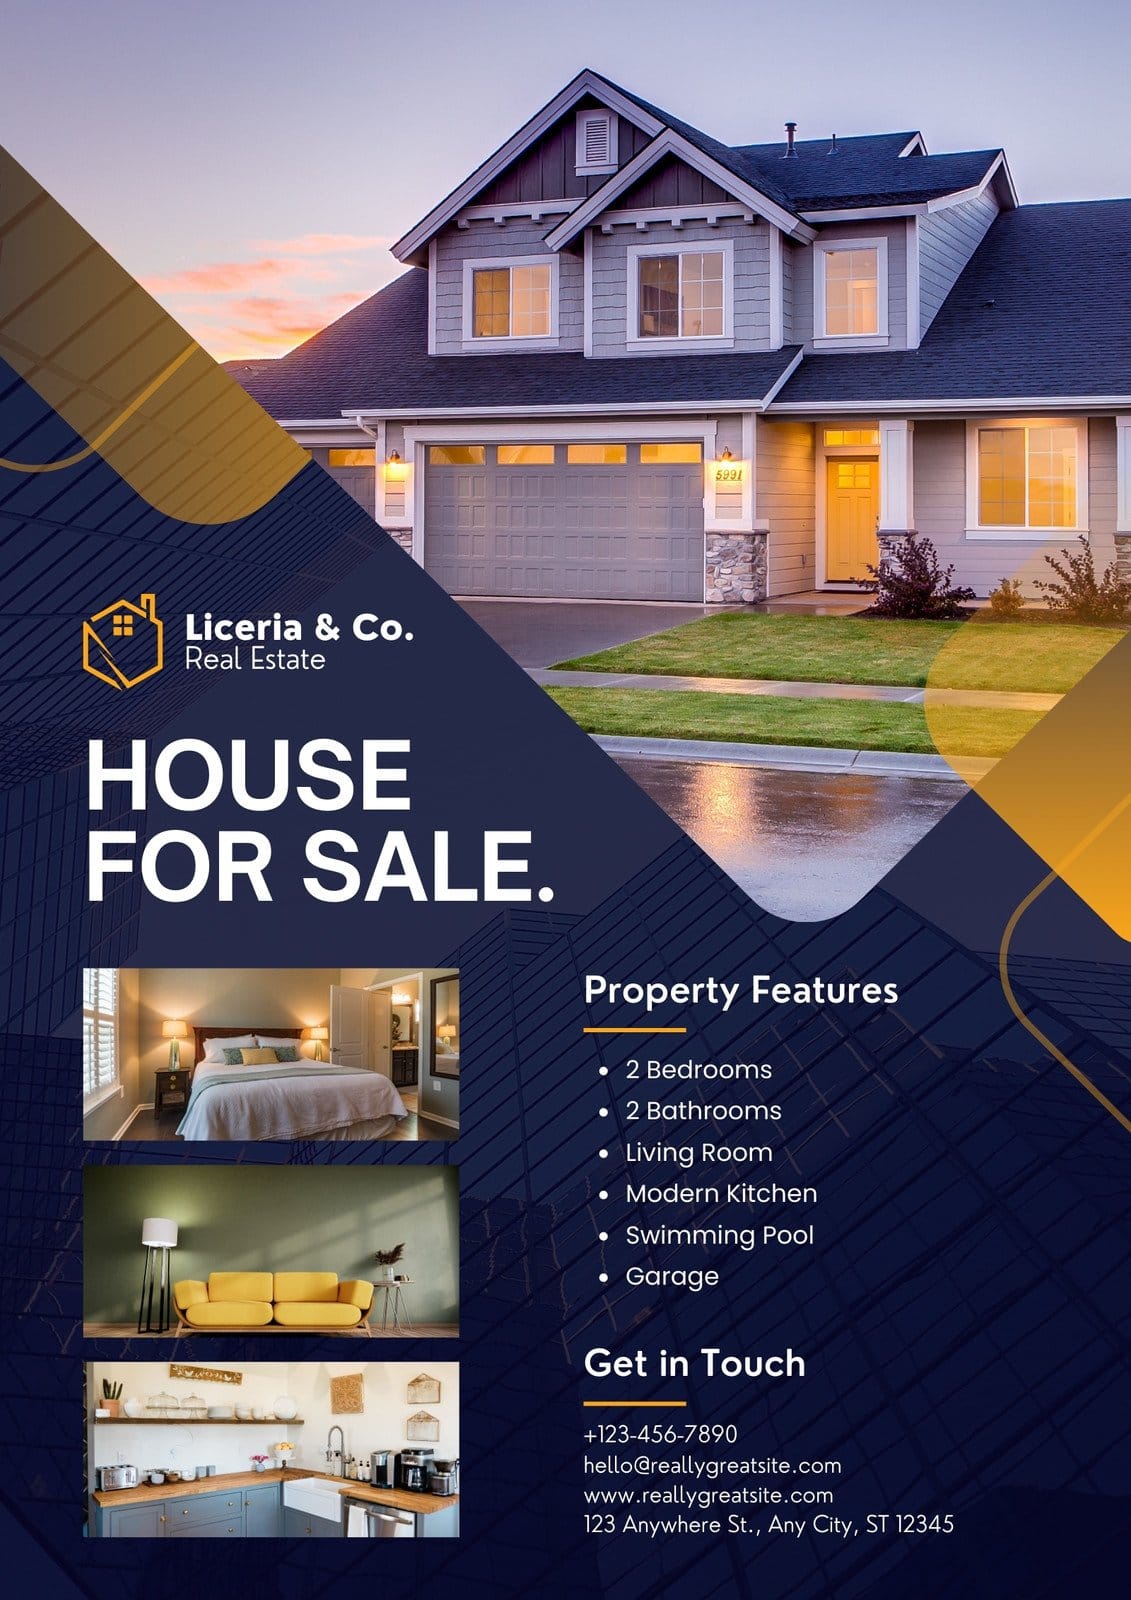 5991
Liceria & Co.
Real Estate
HOUSE
FOR SALE.
Property Features
• 2 Bedrooms
• 2 Bathrooms
• Living Room
• Modern Kitchen
• Swimming Pool
• Garage
Get in Touch
+123-456-7890
hello@reallygreatsite.com
www.reallygreatsite.com
123 Anywhere St., Any City, ST 12345